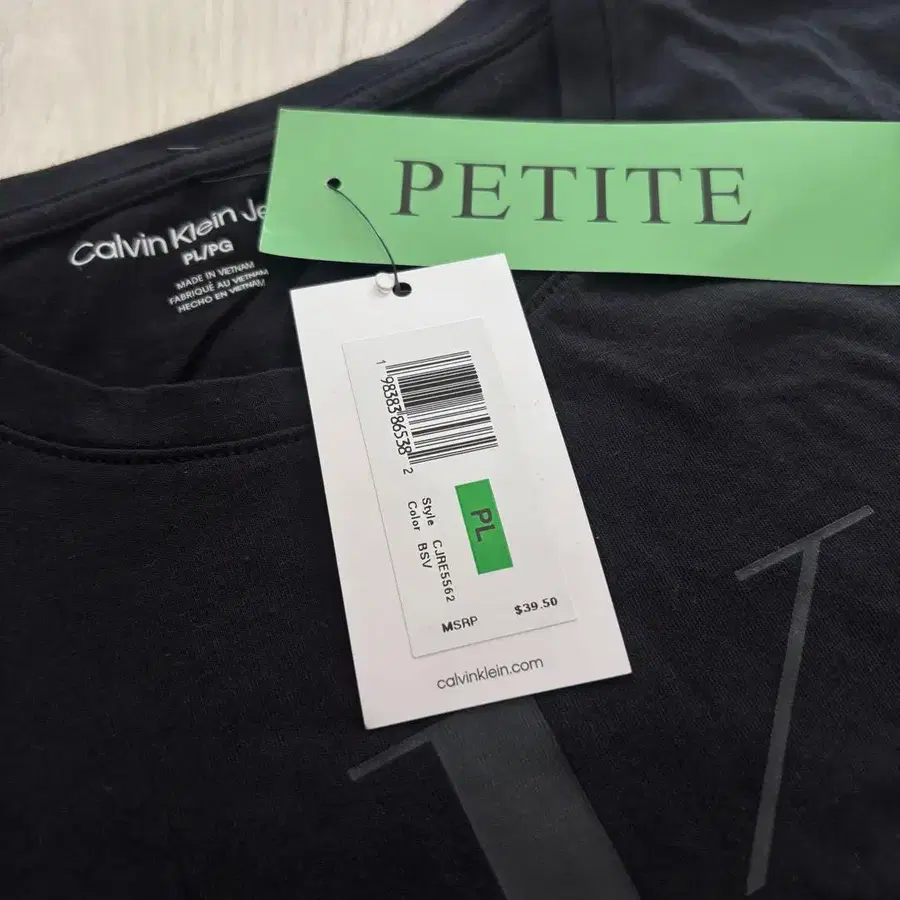 PETITE
Calvin Klein Je
PL/PG
MADE IN VIETNAM
FABRIQUÉ AU VIETNAM
HECHO EN VIETNAM
1 98383 86538 2
PL
Style CJRE5562
Color BSV
MSRP $39.50
calvinklein.com